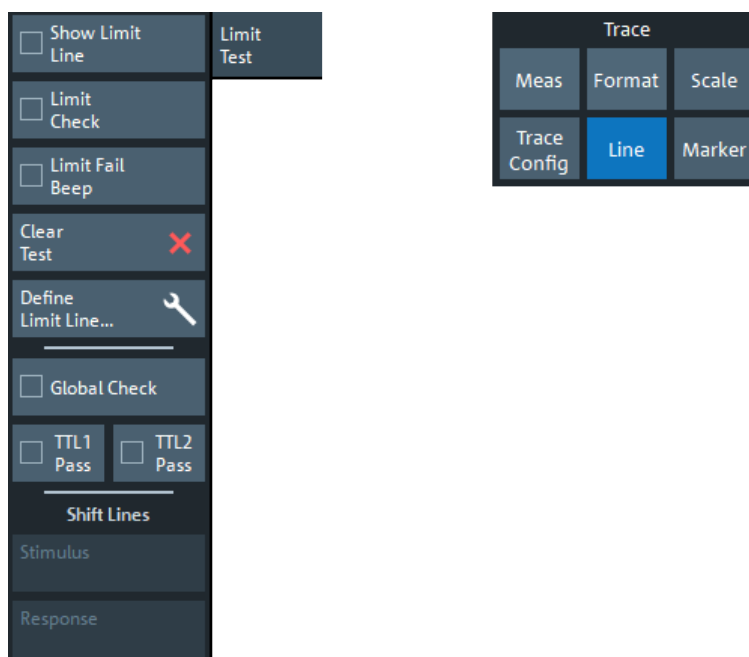 Show Limit
Line
Limit
Check
Limit Fail
Beep
Clear
Test
Define
Limit Line...
Global Check
TTL1
Pass
TTL2
Pass
Shift Lines
Stimulus
Response
Limit
Test
Trace
Meas
Format
Scale
Trace
Config
Line
Marker